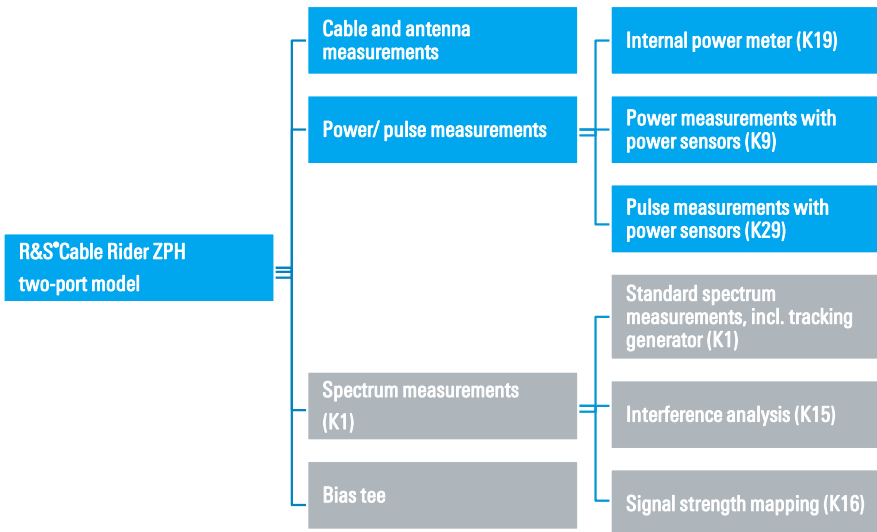 R&S®Cable Rider ZPH
two-port model
Cable and antenna
measurements
Power/ pulse measurements
Internal power meter (K19)
Power measurements with
power sensors (K9)
Pulse measurements with
power sensors (K29)
Spectrum measurements
(K1)
Standard spectrum
measurements, incl. tracking
generator (K1)
Interference analysis (K15)
Signal strength mapping (K16)
Bias tee